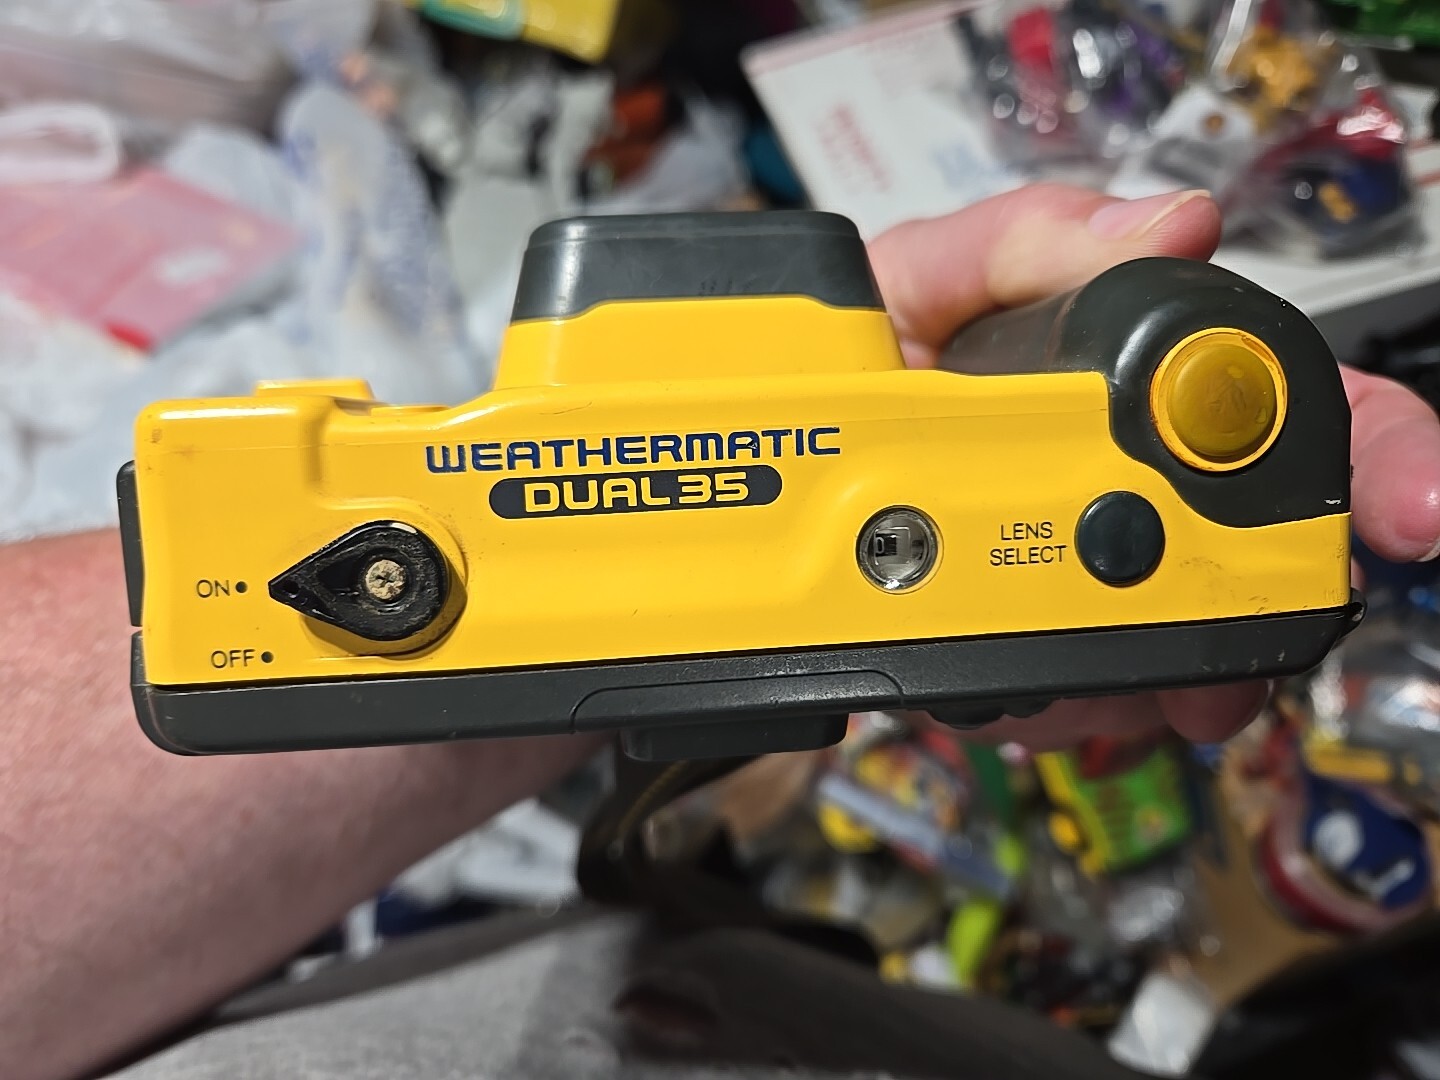 WEATHERMATIC
DUAL 35
ON
OFF
LENS
SELECT